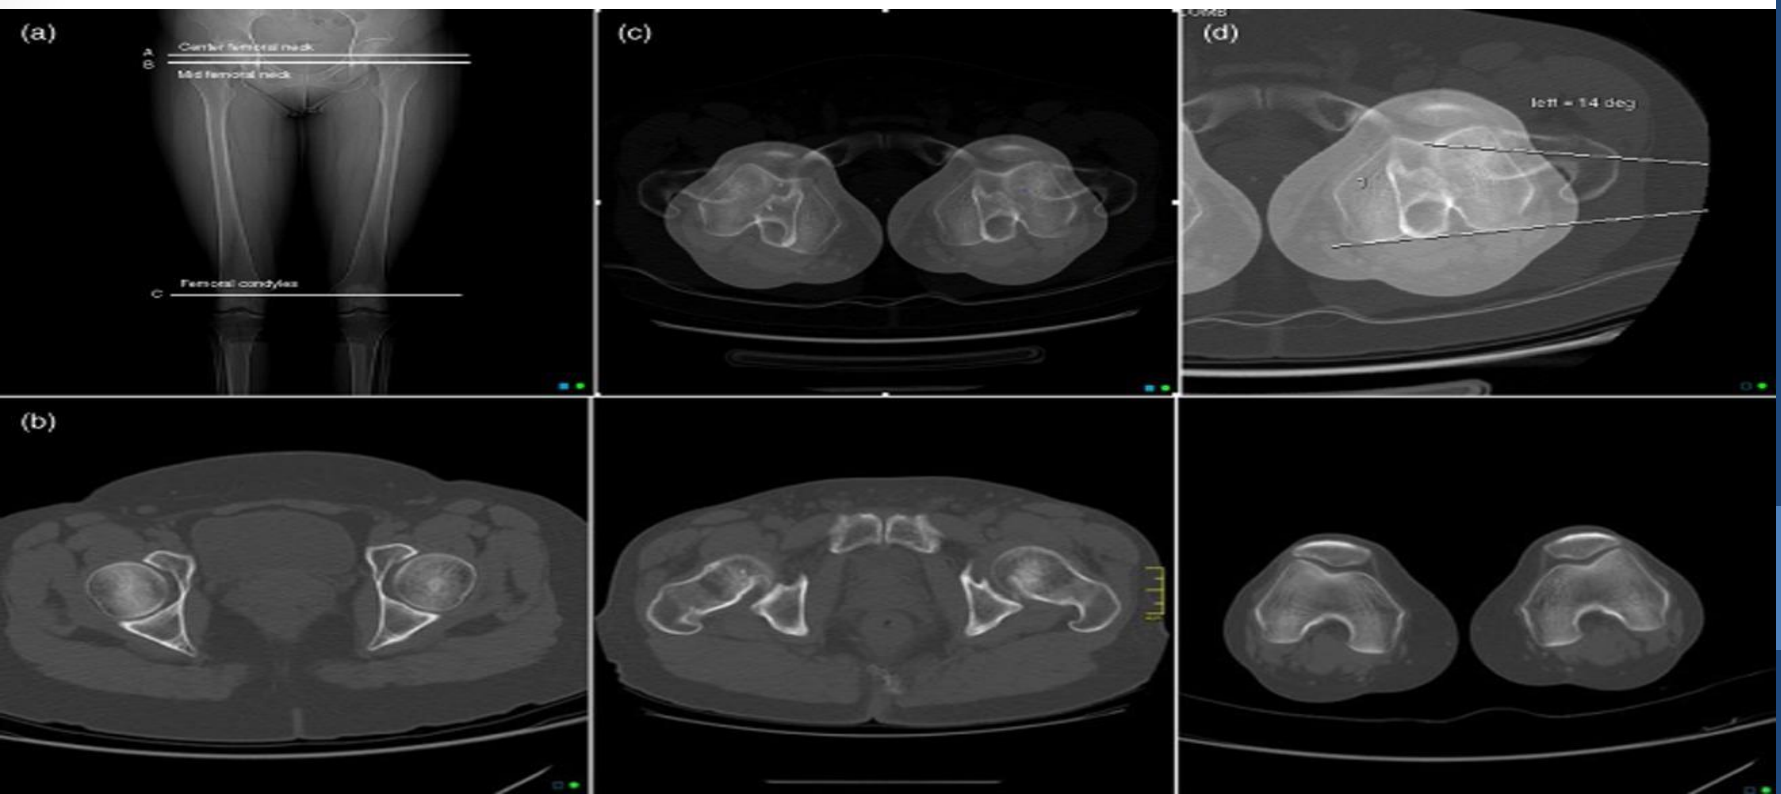 (a)
A
Center femoral neck
B
Mid femoral neck
C
Femoral condyles
(c)
(d)
left = 14 deg
(b)